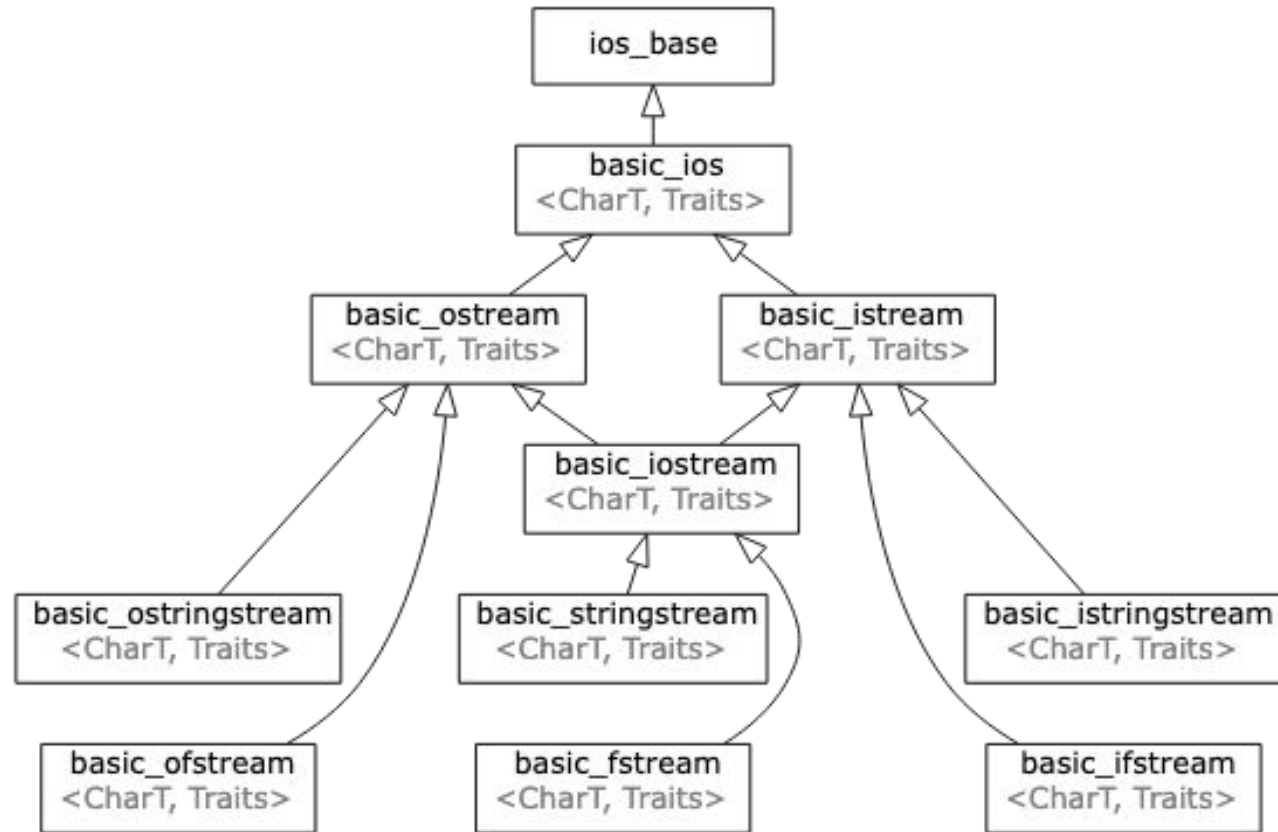 ios_base
basic_ios
<CharT, Traits>
basic_ostream
<CharT, Traits>
basic_istream
<CharT, Traits>
basic_iostream
<CharT, Traits>
basic_ostringstream
<CharT, Traits>
basic_stringstream
<CharT, Traits>
basic_istringstream
<CharT, Traits>
basic_ofstream
<CharT, Traits>
basic_fstream
<CharT, Traits>
basic_ifstream
<CharT, Traits>